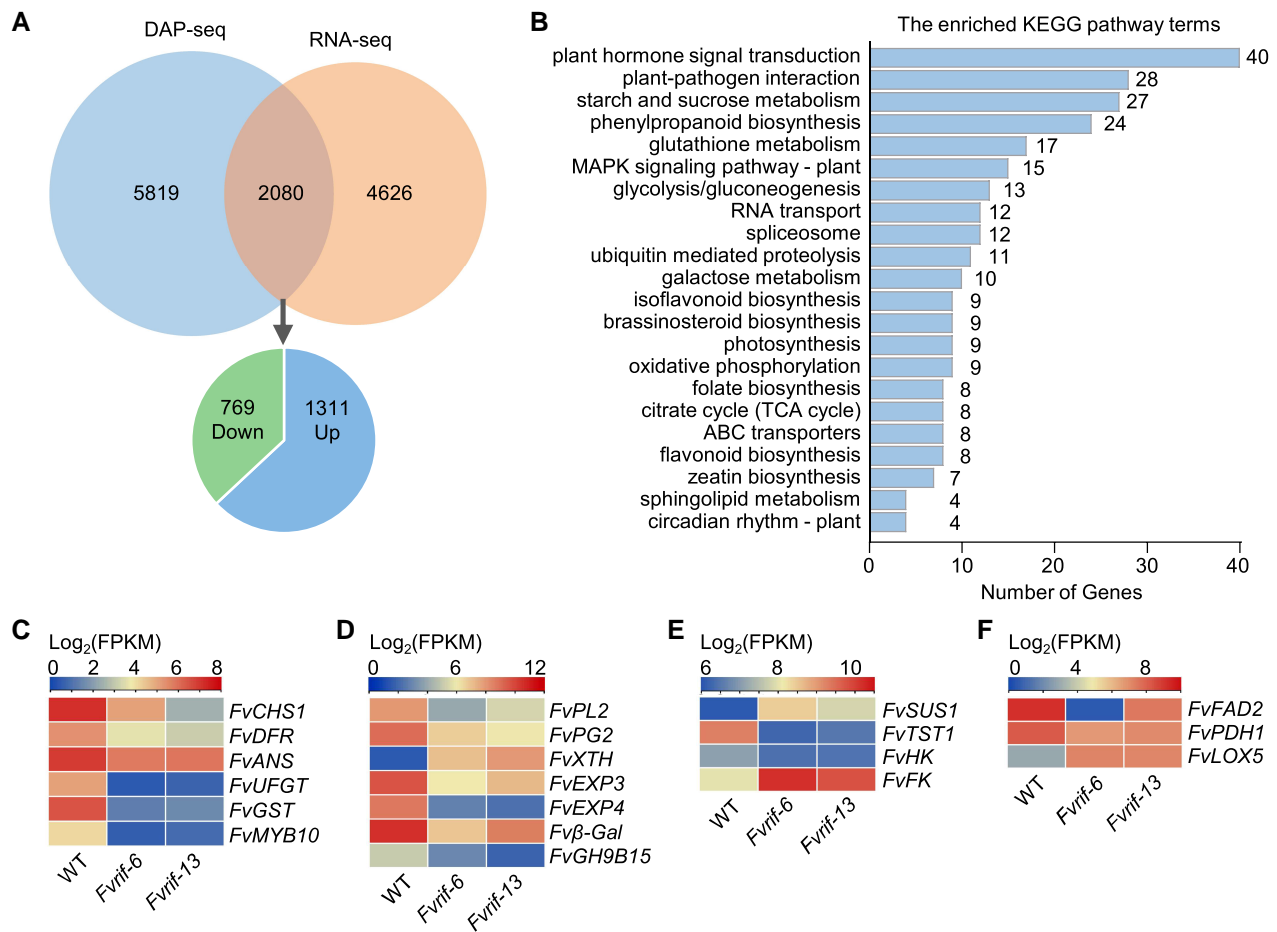 A
DAP-seq
RNA-seq
5819
2080
4626
769
Down
1311
Up
B
The enriched KEGG pathway terms
plant hormone signal transduction 40
plant-pathogen interaction 28
starch and sucrose metabolism 27
phenylpropanoid biosynthesis 24
glutathione metabolism 17
MAPK signaling pathway - plant 15
glycolysis/gluconeogenesis 13
RNA transport 12
spliceosome 12
ubiquitin mediated proteolysis 11
galactose metabolism 10
isoflavonoid biosynthesis 9
brassinosteroid biosynthesis 9
photosynthesis 9
oxidative phosphorylation 9
folate biosynthesis 8
citrate cycle (TCA cycle) 8
ABC transporters 8
flavonoid biosynthesis 8
zeatin biosynthesis 7
sphingolipid metabolism 4
circadian rhythm - plant 4
0 10 20 30 40
Number of Genes
C
Log₂(FPKM)
0 2 4 6 8
FvCHS1
FvDFR
FvANS
FvUFGT
FvGST
FvMYB10
WT Fvrif-6 Fvrif-13
D
Log₂(FPKM)
0 6 12
FvPL2
FvPG2
FvXTH
FvEXP3
FvEXP4
Fvβ-Gal
FvGH9B15
WT Fvrif-6 Fvrif-13
E
Log₂(FPKM)
6 8 10
FvSUS1
FvTST1
FvHK
FvFK
WT Fvrif-6 Fvrif-13
F
Log₂(FPKM)
0 4 8
FvFAD2
FvPDH1
FvLOX5
WT Fvrif-6 Fvrif-13